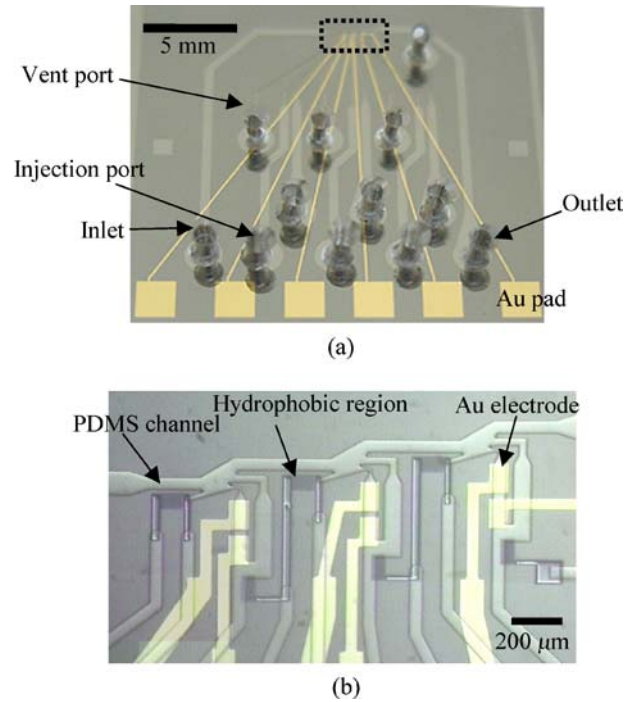 5 mm
Vent port
Injection port
Inlet
Outlet
Au pad
(a)
Hydrophobic region
Au electrode
PDMS channel
200 μm
(b)